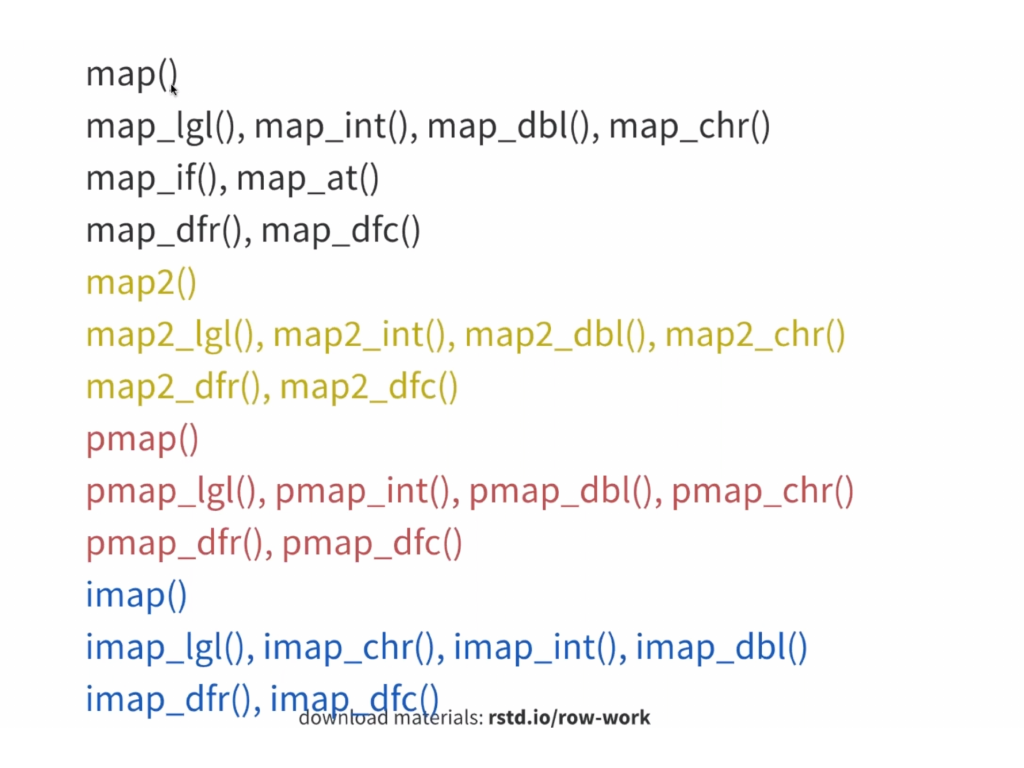 map()
map_lgl(), map_int(), map_dbl(), map_chr()
map_if(), map_at()
map_dfr(), map_dfc()
map2()
map2_lgl(), map2_int(), map2_dbl(), map2_chr()
map2_dfr(), map2_dfc()
pmap()
pmap_lgl(), pmap_int(), pmap_dbl(), pmap_chr()
pmap_dfr(), pmap_dfc()
imap()
imap_lgl(), imap_chr(), imap_int(), imap_dbl()
imap_dfr(), imap_dfc()
download materials: rstd.io/row-work